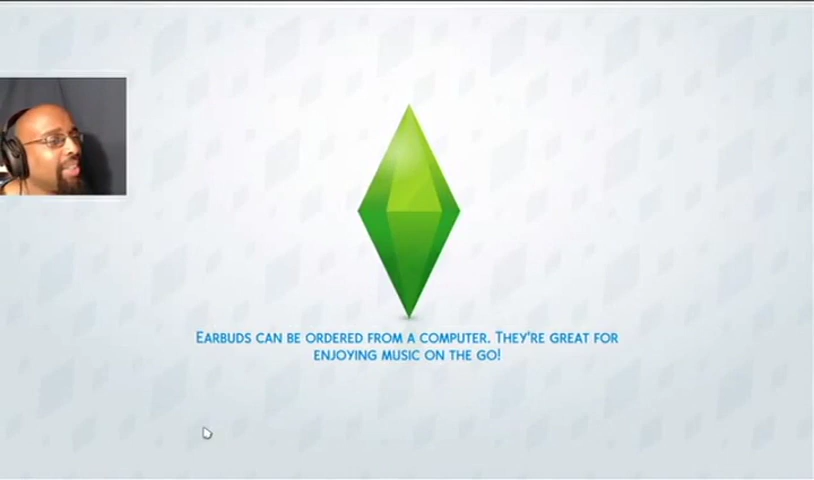 Earbuds can be ordered from a computer. They're great for
enjoying music on the go!